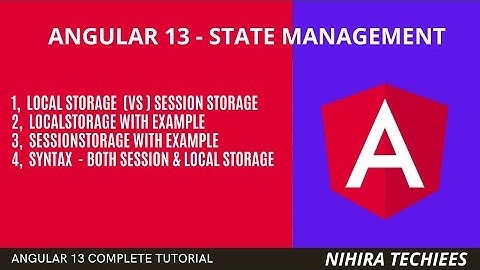 ANGULAR 13 - STATE MANAGEMENT
1, LOCAL STORAGE (VS ) SESSION STORAGE
2, LOCALSTORAGE WITH EXAMPLE
3, SESSIONSTORAGE WITH EXAMPLE
4, SYNTAX - BOTH SESSION & LOCAL STORAGE
A
ANGULAR 13 COMPLETE TUTORIAL
NIHIRA TECHIEES